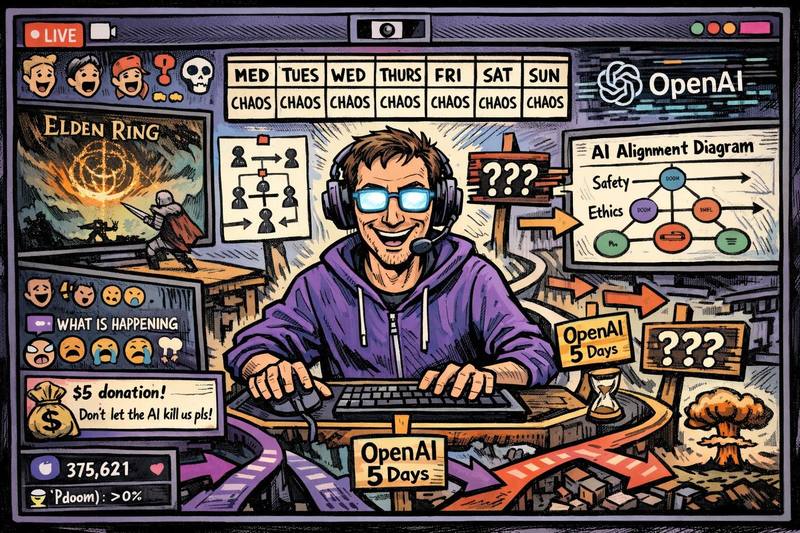 LIVE
MED TUES WED THURS FRI SAT SUN
CHAOS CHAOS CHAOS CHAOS CHAOS CHAOS CHAOS
OpenAI
ELDEN RING
???
AI Alignment Diagram
Safety
DOOM
Ethics
DOOM
WHAT IS HAPPENING
OpenAI
5 Days
???
$5 donation!
Don't let the AI kill us pls!
$
OpenAI
5 Days
375,621
'Pdoom): >0%